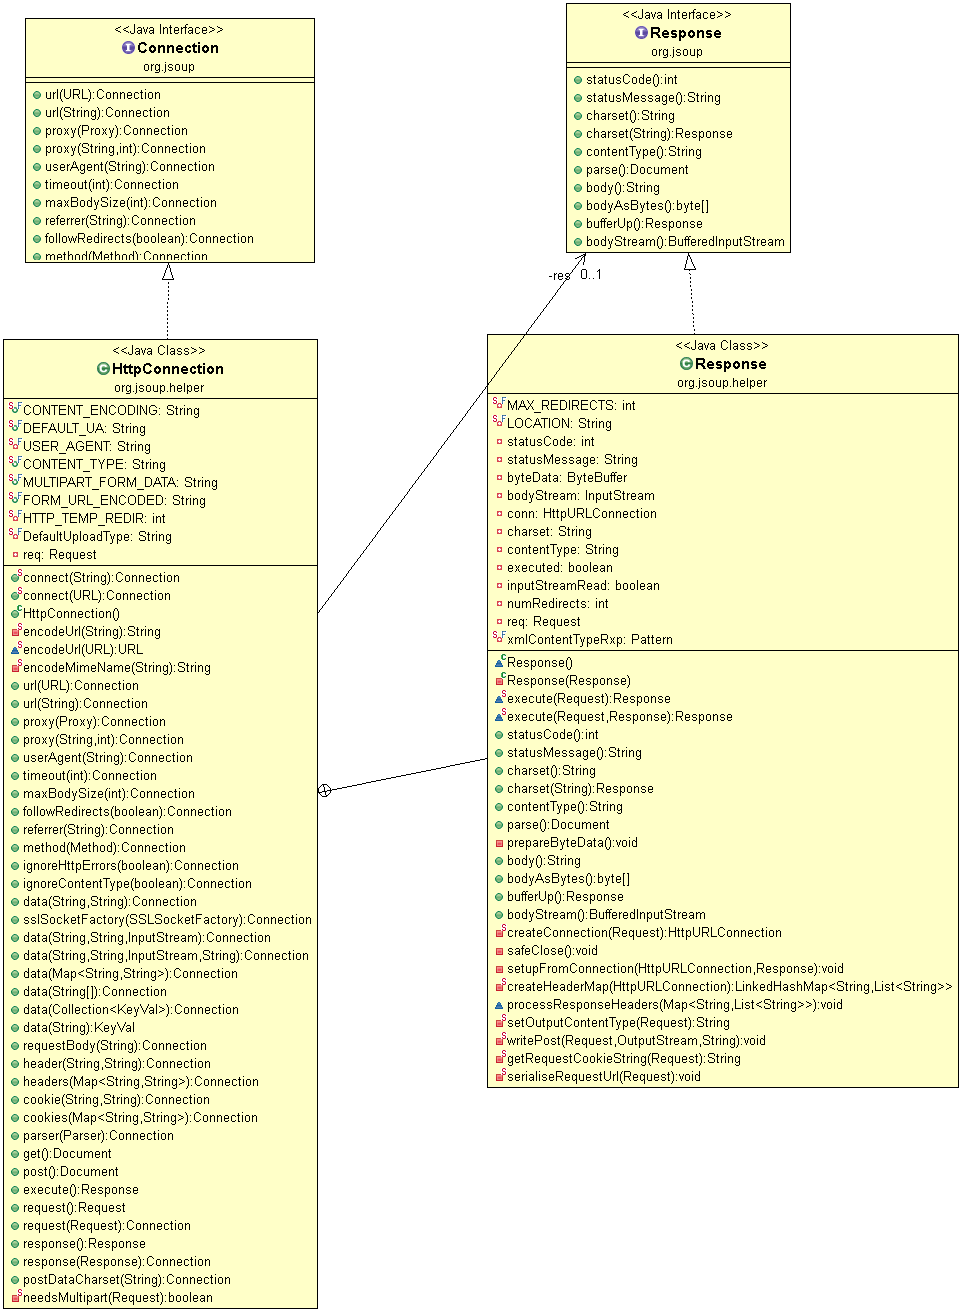 <<Java Interface>>
Connection
org.jsoup
url(URL):Connection
url(String):Connection
proxy(Proxy):Connection
proxy(String,int):Connection
userAgent(String):Connection
timeout(int):Connection
maxBodySize(int):Connection
referrer(String):Connection
followRedirects(boolean):Connection
method(Method):Connection
<<Java Interface>>
Response
org.jsoup
statusCode():int
statusMessage():String
charset():String
charset(String):Response
contentType():String
parse():Document
body():String
bodyAsBytes():byte[]
bufferUp():Response
bodyStream():BufferedInputStream
-res 0..1
<<Java Class>>
HttpConnection
org.jsoup.helper
CONTENT_ENCODING: String
DEFAULT_UA: String
USER_AGENT: String
CONTENT_TYPE: String
MULTIPART_FORM_DATA: String
FORM_URL_ENCODED: String
HTTP_TEMP_REDIR: int
DefaultUploadType: String
req: Request
connect(String):Connection
connect(URL):Connection
HttpConnection()
encodeUrl(String):String
encodeUrl(URL):URL
encodeMimeName(String):String
url(URL):Connection
url(String):Connection
proxy(Proxy):Connection
proxy(String,int):Connection
userAgent(String):Connection
timeout(int):Connection
maxBodySize(int):Connection
followRedirects(boolean):Connection
referrer(String):Connection
method(Method):Connection
ignoreHttpErrors(boolean):Connection
ignoreContentType(boolean):Connection
data(String,String):Connection
sslSocketFactory(SSLSocketFactory):Connection
data(String,String,InputStream):Connection
data(String,String,InputStream,String):Connection
data(Map<String,String>):Connection
data(String[]):Connection
data(Collection<KeyVal>):Connection
data(String):KeyVal
requestBody(String):Connection
header(String,String):Connection
headers(Map<String,String>):Connection
cookie(String,String):Connection
cookies(Map<String,String>):Connection
parser(Parser):Connection
get():Document
post():Document
execute():Response
request():Request
request(Request):Connection
response():Response
response(Response):Connection
postDataCharset(String):Connection
needsMultipart(Request):boolean
<<Java Class>>
Response
org.jsoup.helper
MAX_REDIRECTS: int
LOCATION: String
statusCode: int
statusMessage: String
byteData: ByteBuffer
bodyStream: InputStream
conn: HttpURLConnection
charset: String
contentType: String
executed: boolean
inputStreamRead: boolean
numRedirects: int
req: Request
xmlContentTypeRxp: Pattern
Response()
Response(Response)
execute(Request):Response
execute(Request,Response):Response
statusCode():int
statusMessage():String
charset():String
charset(String):Response
contentType():String
parse():Document
prepareByteData():void
body():String
bodyAsBytes():byte[]
bufferUp():Response
bodyStream():BufferedInputStream
createConnection(Request):HttpURLConnection
safeClose():void
setupFromConnection(HttpURLConnection,Response):void
createHeaderMap(HttpURLConnection):LinkedHashMap<String,List<String>>
processResponseHeaders(Map<String,List<String>>):void
setOutputContentType(Request):String
writePost(Request,OutputStream,String):void
getRequestCookieString(Request):String
serialiseRequestUrl(Request):void